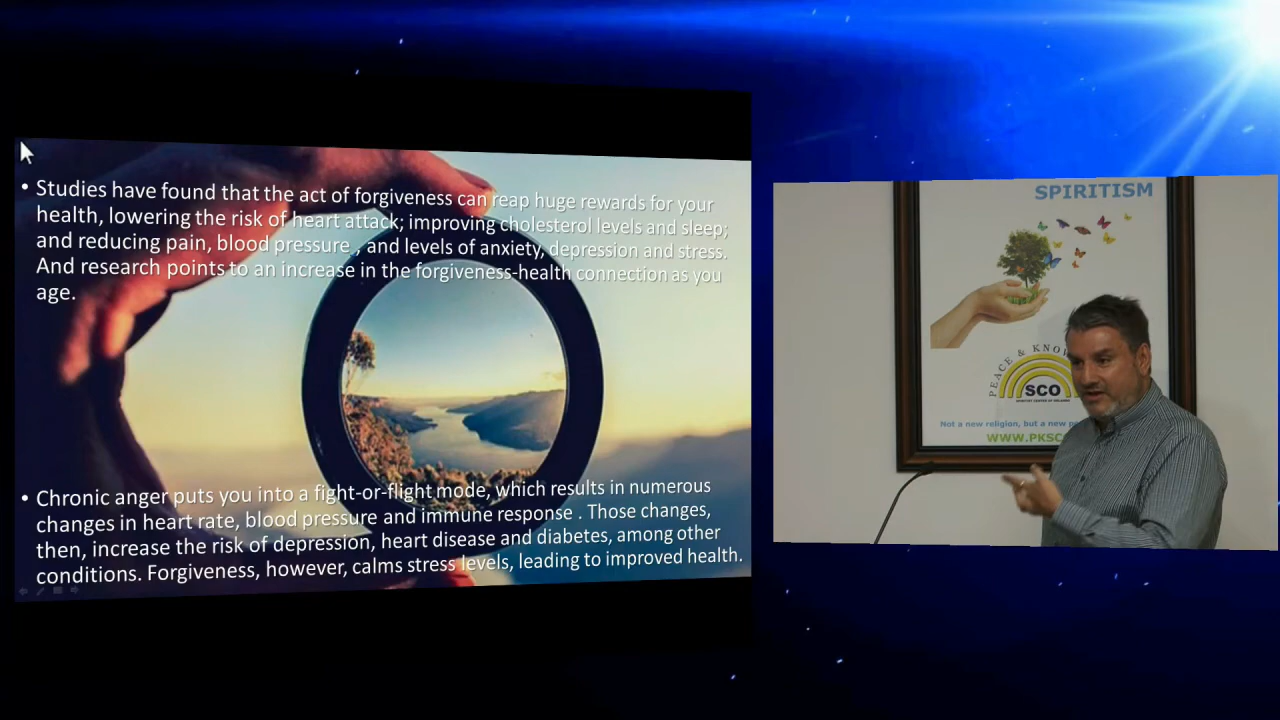 • Studies have found that the act of forgiveness can reap huge rewards for your
health, lowering the risk of heart attack; improving cholesterol levels and sleep;
and reducing pain, blood pressure , and levels of anxiety, depression and stress.
And research points to an increase in the forgiveness-health connection as you
age.
• Chronic anger puts you into a fight-or-flight mode, which results in numerous
changes in heart rate, blood pressure and immune response . Those changes,
then, increase the risk of depression, heart disease and diabetes, among other
conditions. Forgiveness, however, calms stress levels, leading to improved health.
SPIRITISM
PEACE & KNOW
SCO
Not a new religion, but a new
WWW.PKSC